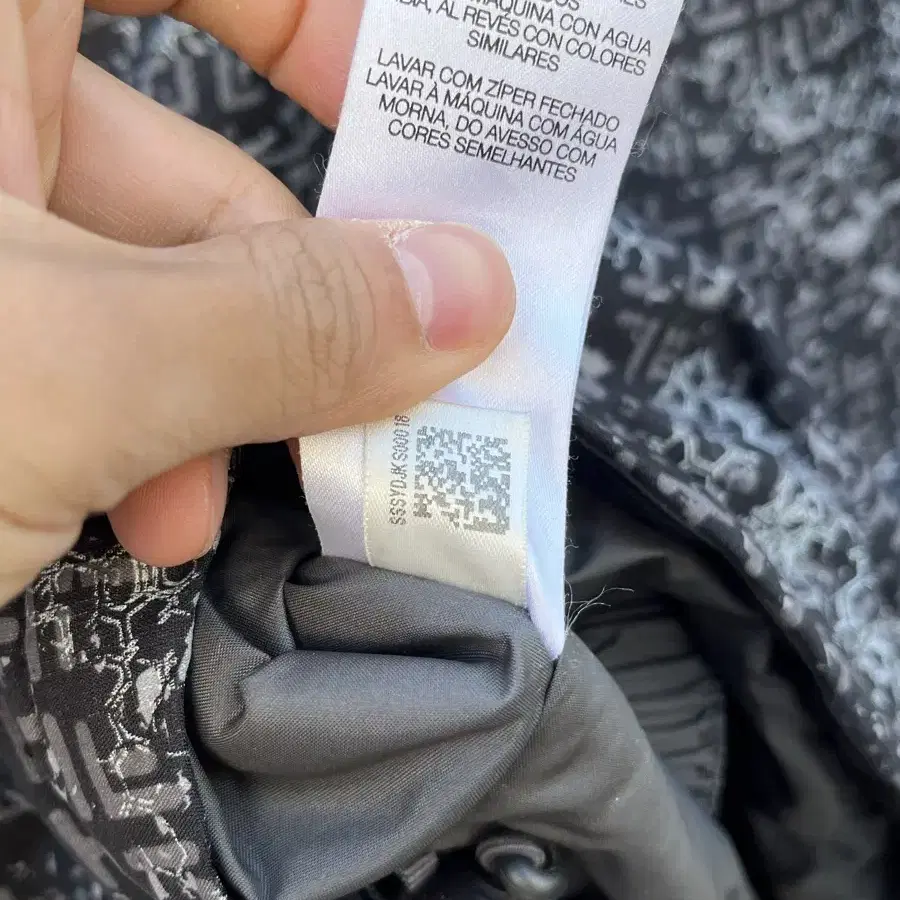 MÁQUINA CON AGUA
AL REVÉS CON COLORES
SIMILARES
LAVAR COM ZÍPER FECHADO
LAVAR À MÁQUINA COM ÁGUA
MORNA, DO AVESSO COM
CORES SEMELHANTES
SSSYDJKS00018